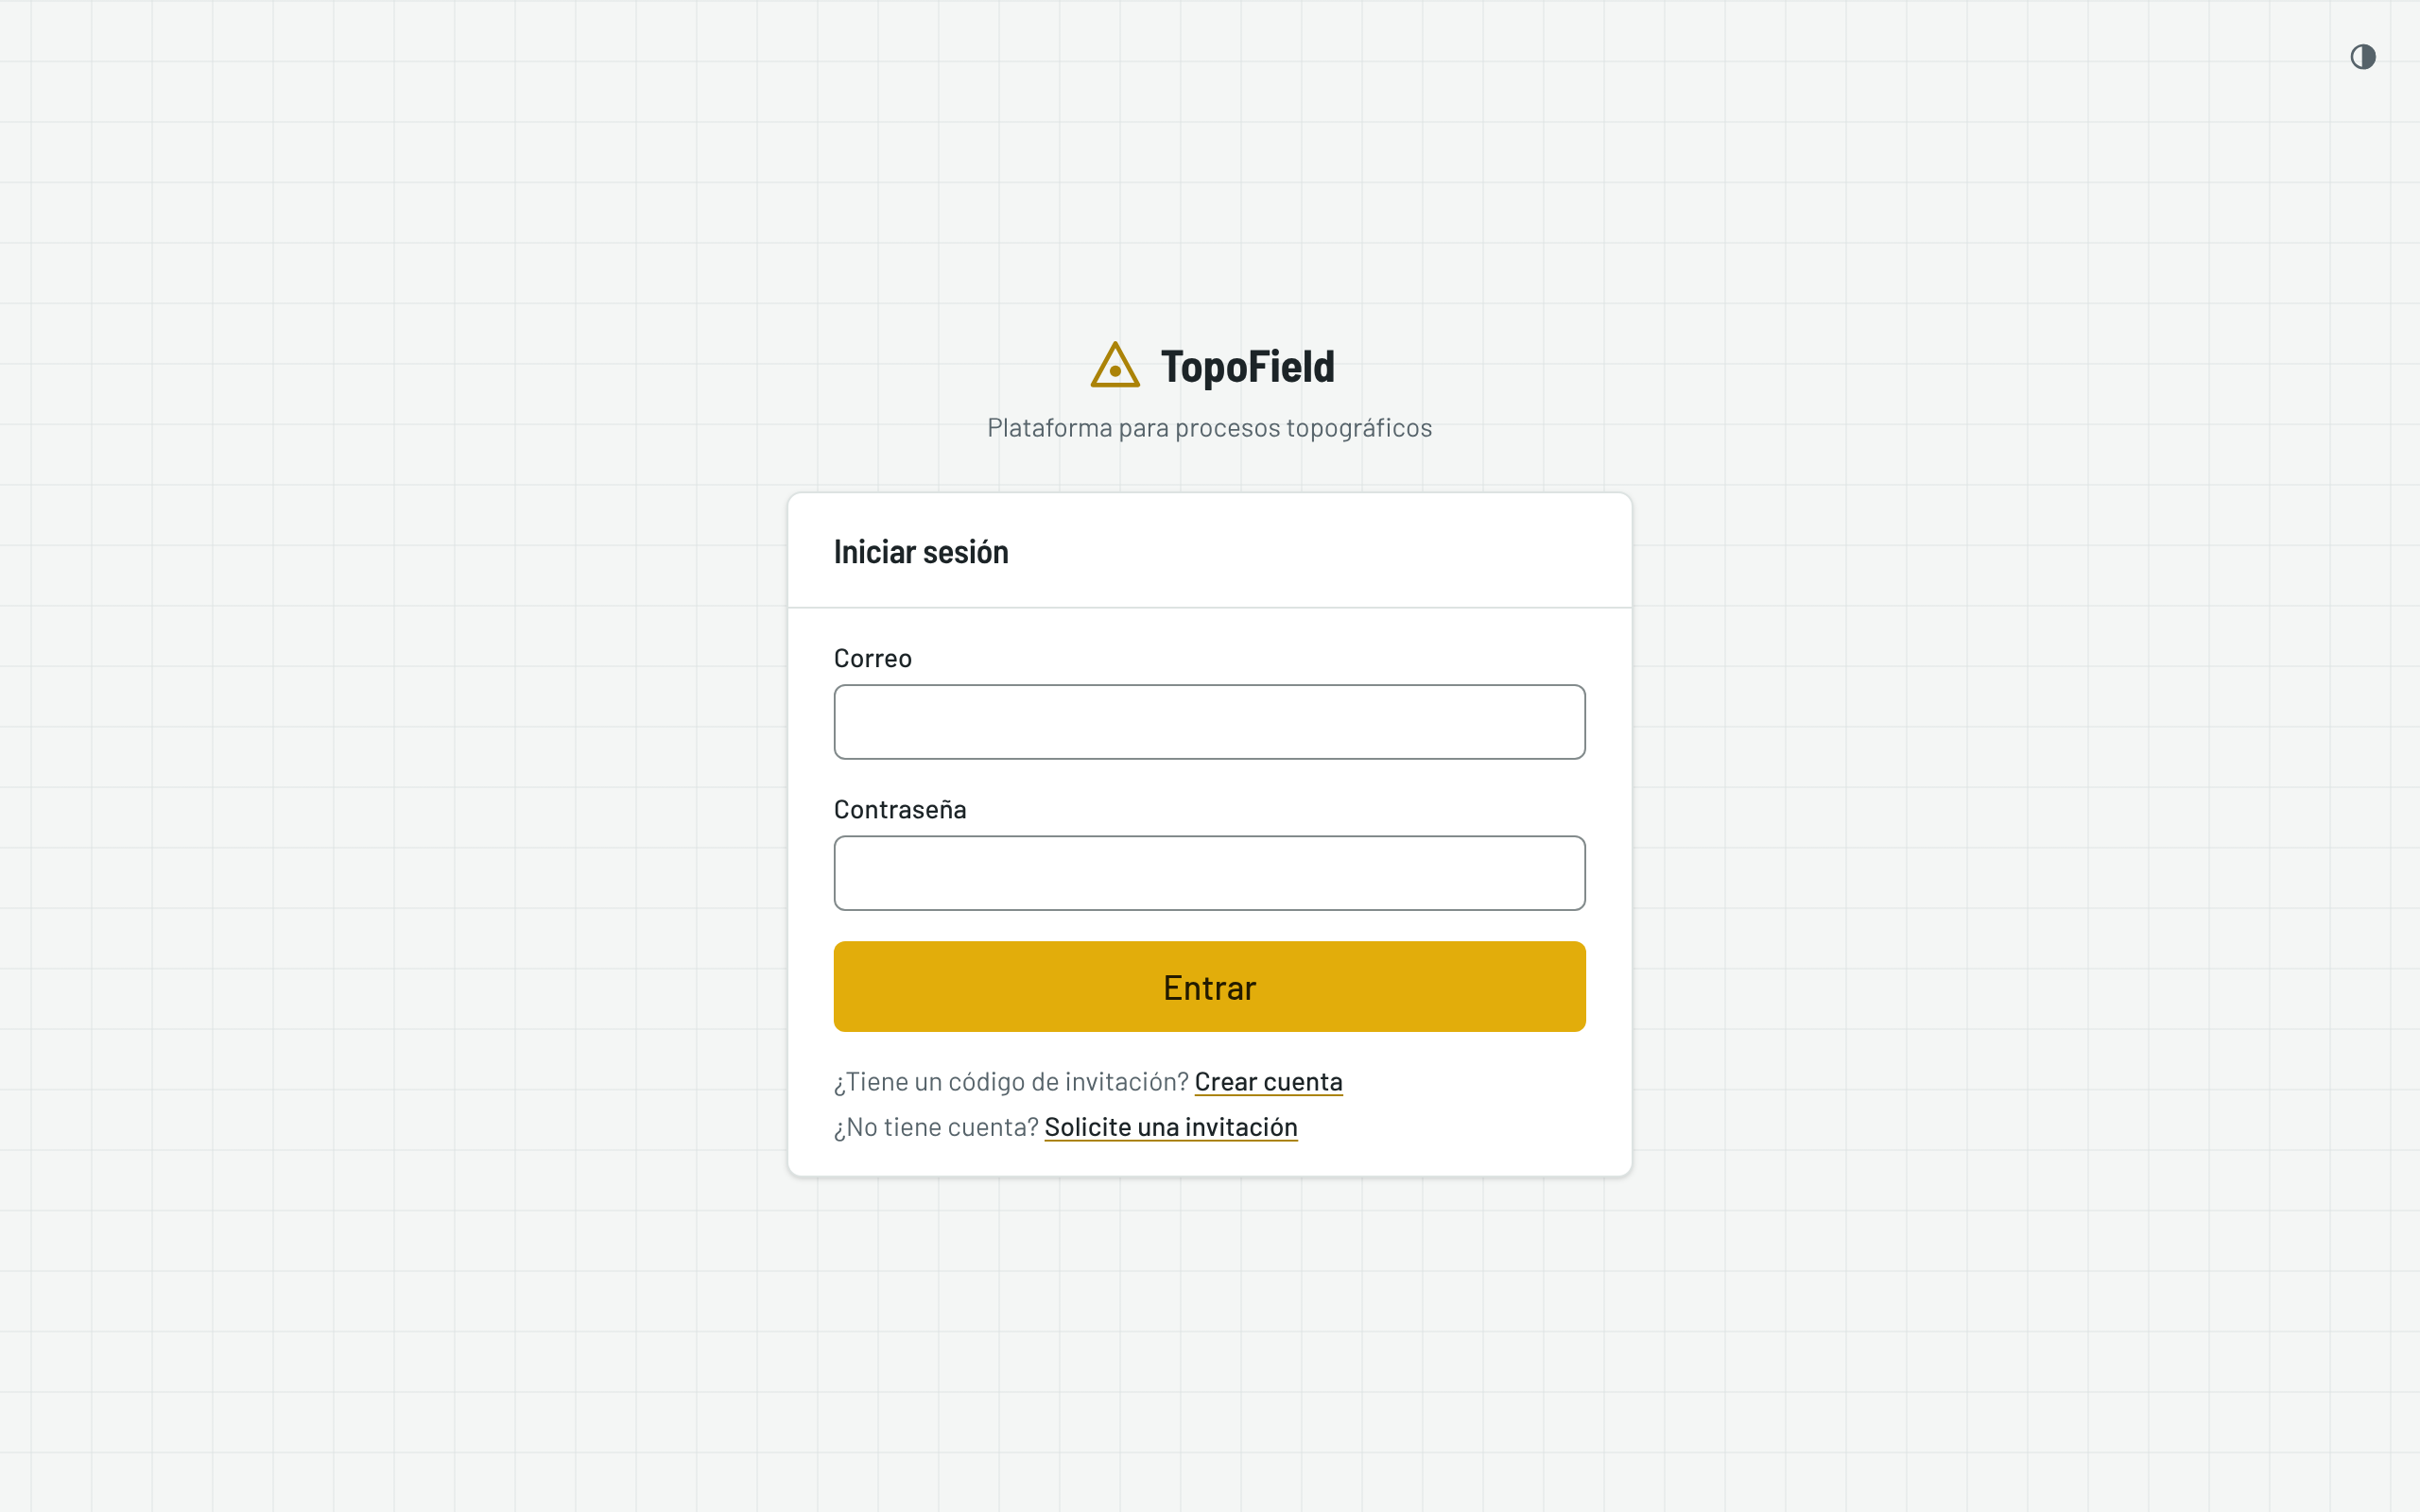 TopoField
Plataforma para procesos topográficos
Iniciar sesión
Correo
Contraseña
Entrar
¿Tiene un código de invitación? Crear cuenta
¿No tiene cuenta? Solicite una invitación